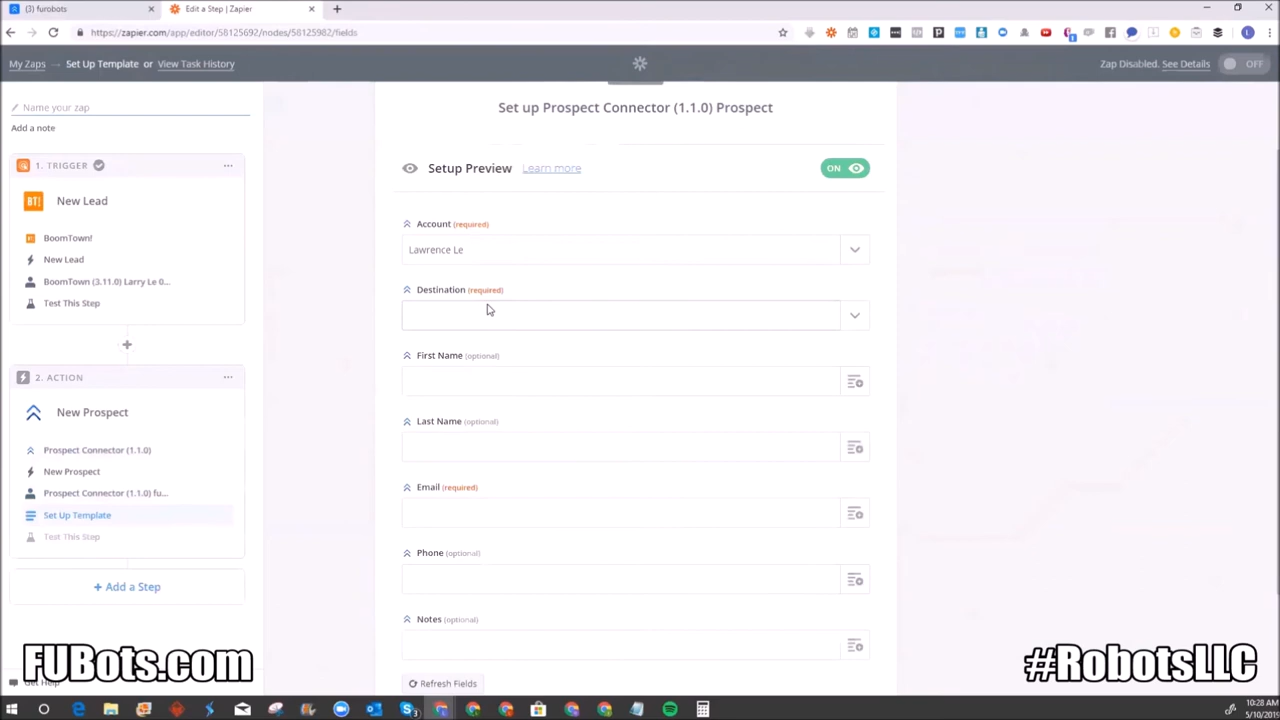 (3) furobots
Edit a Step | Zapier
https://zapier.com/app/editor/58125692/nodes/58125982/fields
My Zaps
Set Up Template or View Task History
Zap Disabled. See Details
OFF
Name your zap
Add a note
1. TRIGGER
BT!
New Lead
BoomTown!
New Lead
BoomTown (3.11.0) Larry Le 0...
Test This Step
2. ACTION
New Prospect
Prospect Connector (1.1.0)
New Prospect
Prospect Connector (1.1.0) fu...
Set Up Template
Test This Step
+ Add a Step
Set up Prospect Connector (1.1.0) Prospect
Setup Preview Learn more
ON
Account (required)
Lawrence Le
Destination (required)
First Name (optional)
Last Name (optional)
Email (required)
Phone (optional)
Notes (optional)
Refresh Fields
FUBots.com
#RobotsLLC
Get Help
10:28 AM
5/10/2019